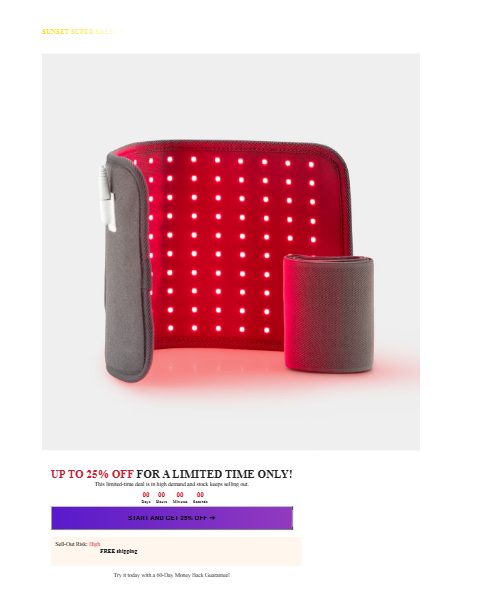 SUNSET SUPER SALE
UP TO 25% OFF FOR A LIMITED TIME ONLY!
This limited-time deal is in high demand and stock keeps selling out.
00 00 00 00
Days Hours Minutes Seconds
START AND GET 25% OFF ➔
Sell-Out Risk: High
FREE shipping
Try it today with a 60-Day Money Back Guarantee!